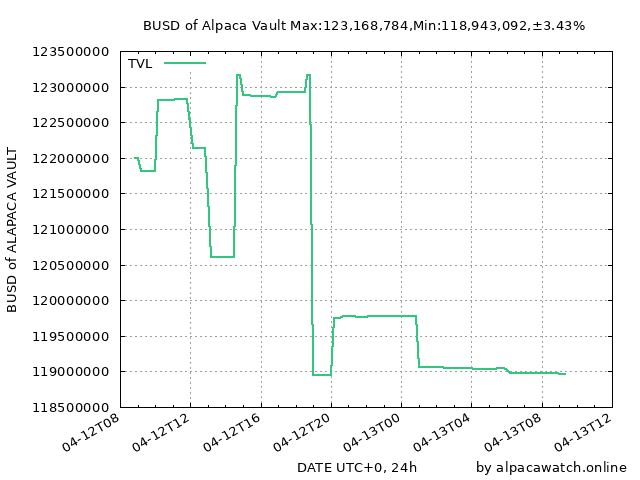 BUSD of Alpaca Vault Max:123,168,784,Min:118,943,092,±3.43%
123500000
TVL
123000000
122500000
122000000
121500000
121000000
120500000
120000000
119500000
119000000
118500000
BUSD of ALAPACA VAULT
04-12T08
04-12T12
04-12T16
04-12T20
04-13T00
04-13T04
04-13T08
04-13T12
DATE UTC+0, 24h
by alpacawatch.online